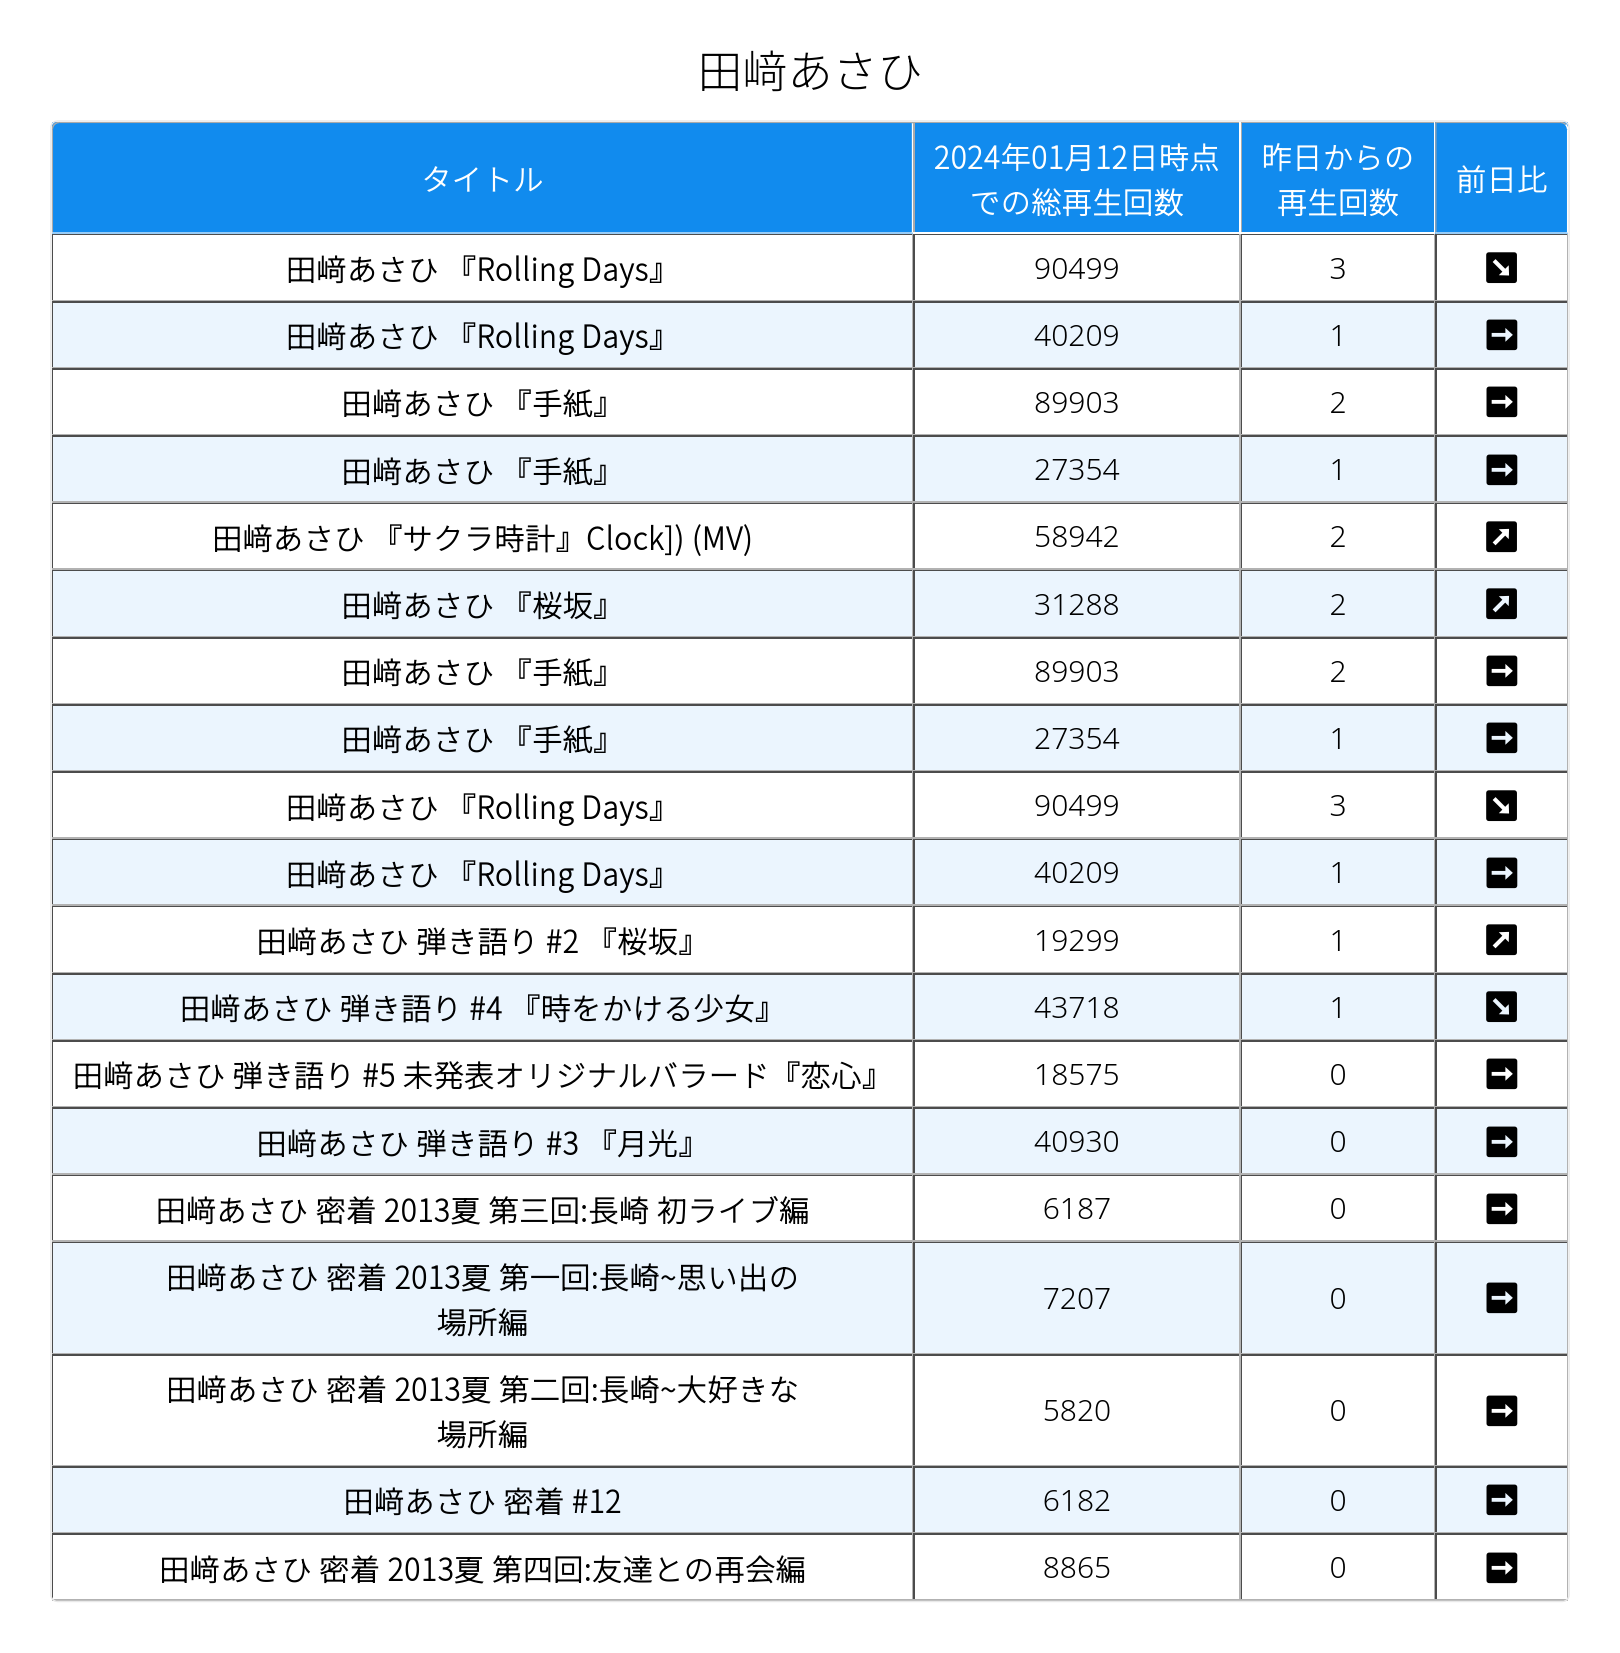 田﨑あさひ
タイトル
2024年01月12日時点
での総再生回数
昨日からの
再生回数
前日比
田﨑あさひ 『Rolling Days』 90499 3 ↘
田﨑あさひ 『Rolling Days』 40209 1 →
田﨑あさひ 『手紙』 89903 2 →
田﨑あさひ 『手紙』 27354 1 →
田﨑あさひ 『サクラ時計』Clock]) (MV) 58942 2 ↗
田﨑あさひ 『桜坂』 31288 2 ↗
田﨑あさひ 『手紙』 89903 2 →
田﨑あさひ 『手紙』 27354 1 →
田﨑あさひ 『Rolling Days』 90499 3 ↘
田﨑あさひ 『Rolling Days』 40209 1 →
田﨑あさひ 弾き語り #2 『桜坂』 19299 1 ↗
田﨑あさひ 弾き語り #4 『時をかける少女』 43718 1 ↘
田﨑あさひ 弾き語り #5 未発表オリジナルバラード『恋心』 18575 0 →
田﨑あさひ 弾き語り #3 『月光』 40930 0 →
田﨑あさひ 密着 2013夏 第三回:長崎 初ライブ編 6187 0 →
田﨑あさひ 密着 2013夏 第一回:長崎~思い出の
場所編 7207 0 →
田﨑あさひ 密着 2013夏 第二回:長崎~大好きな
場所編 5820 0 →
田﨑あさひ 密着 #12 6182 0 →
田﨑あさひ 密着 2013夏 第四回:友達との再会編 8865 0 →